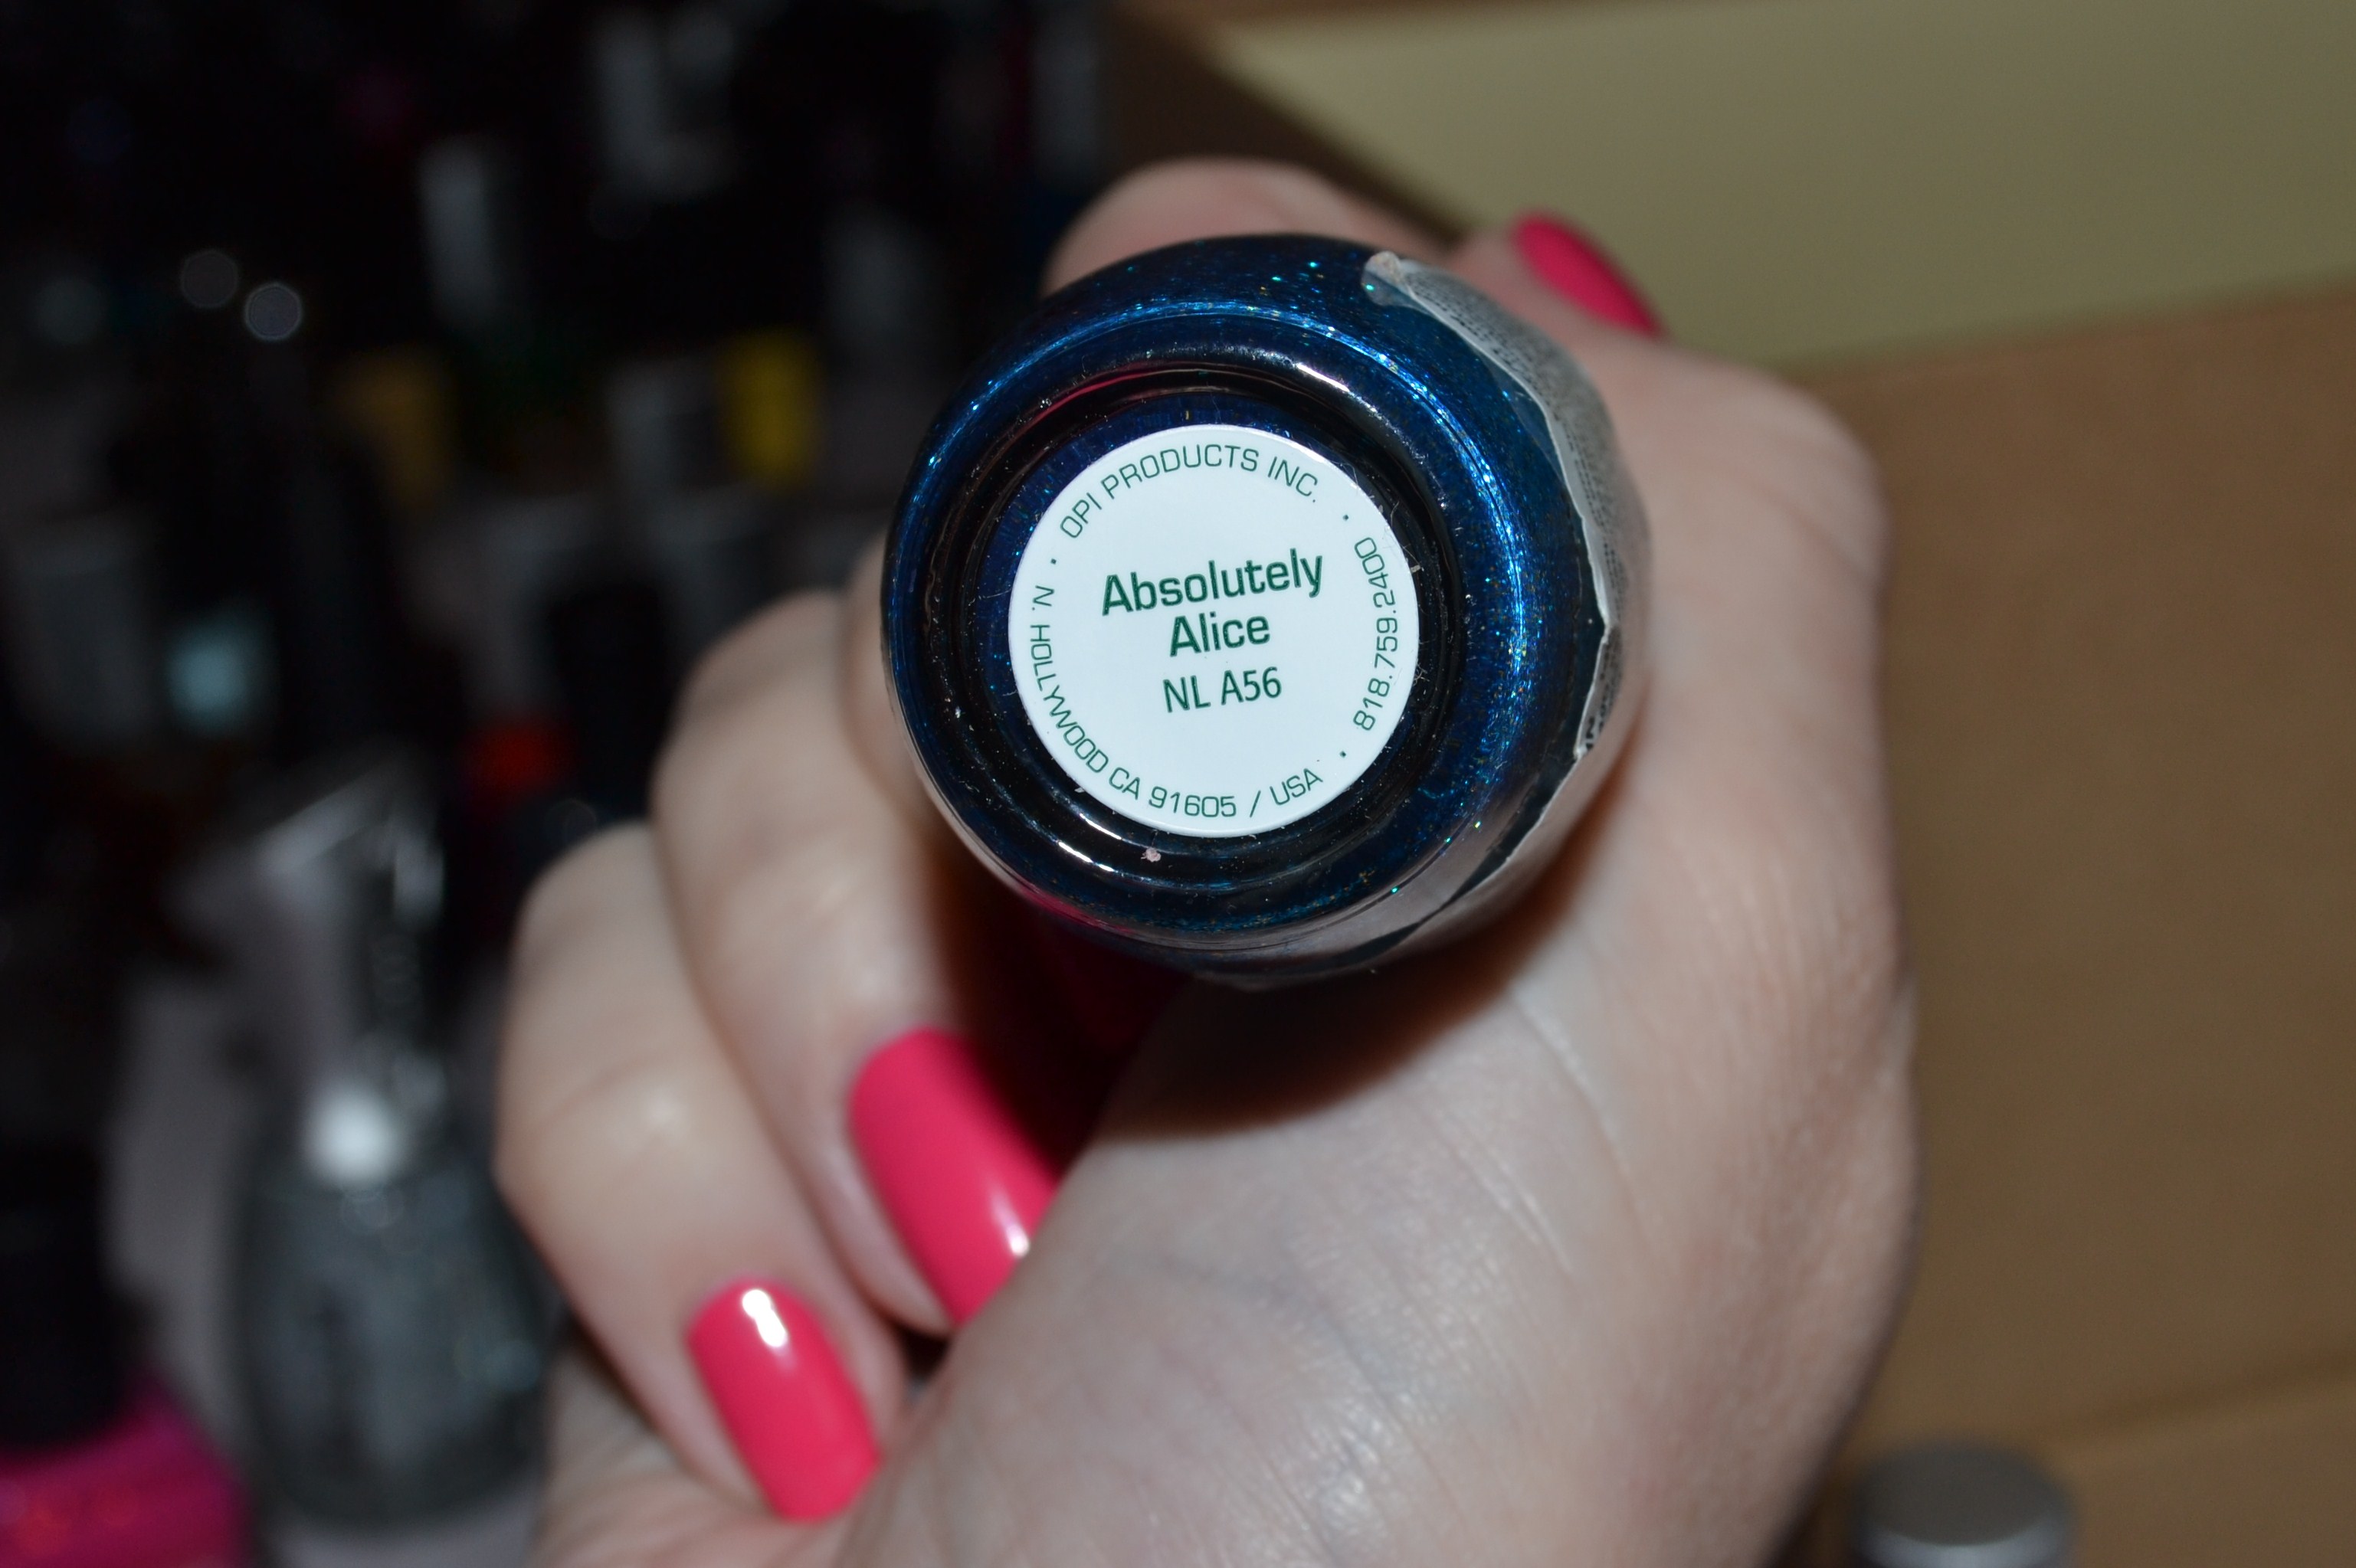 OPI PRODUCTS INC. · 818.759.2400 · N. HOLLYWOOD CA 91605 / USA ·
Absolutely
Alice
NL A56